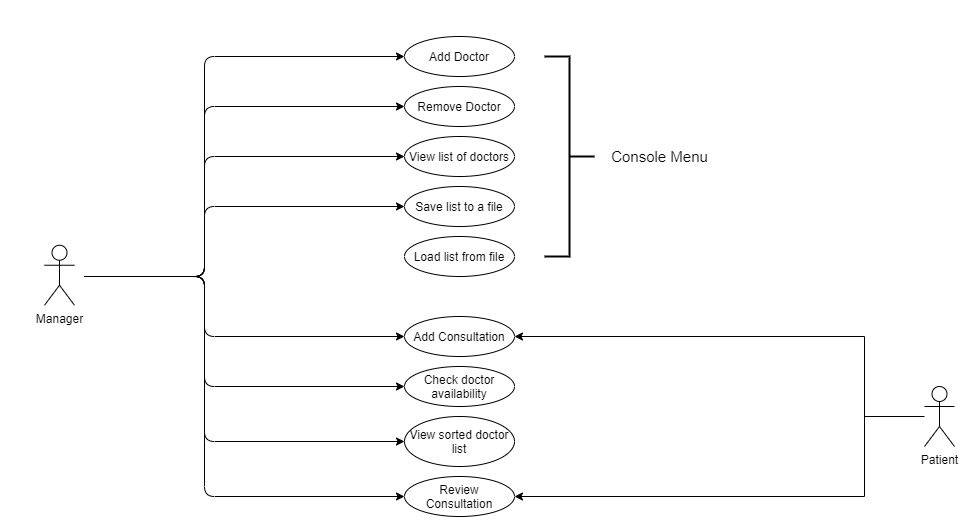 Add Doctor
Remove Doctor
View list of doctors
Console Menu
Save list to a file
Load list from file
Manager
Add Consultation
Check doctor
availability
View sorted doctor
list
Patient
Review
Consultation